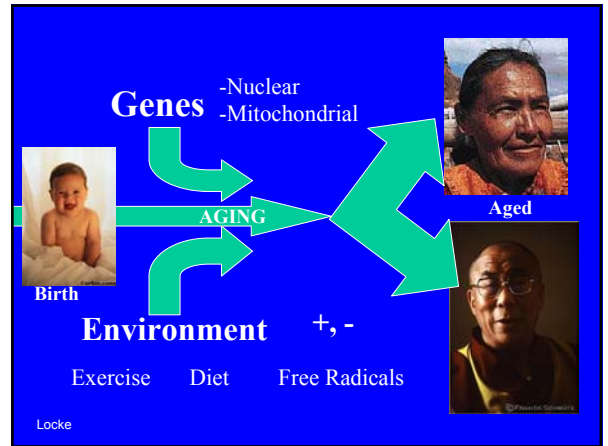 -Nuclear
Genes -Mitochondrial
AGING
Aged
Birth
Environment +, -
Exercise Diet Free Radicals
Locke